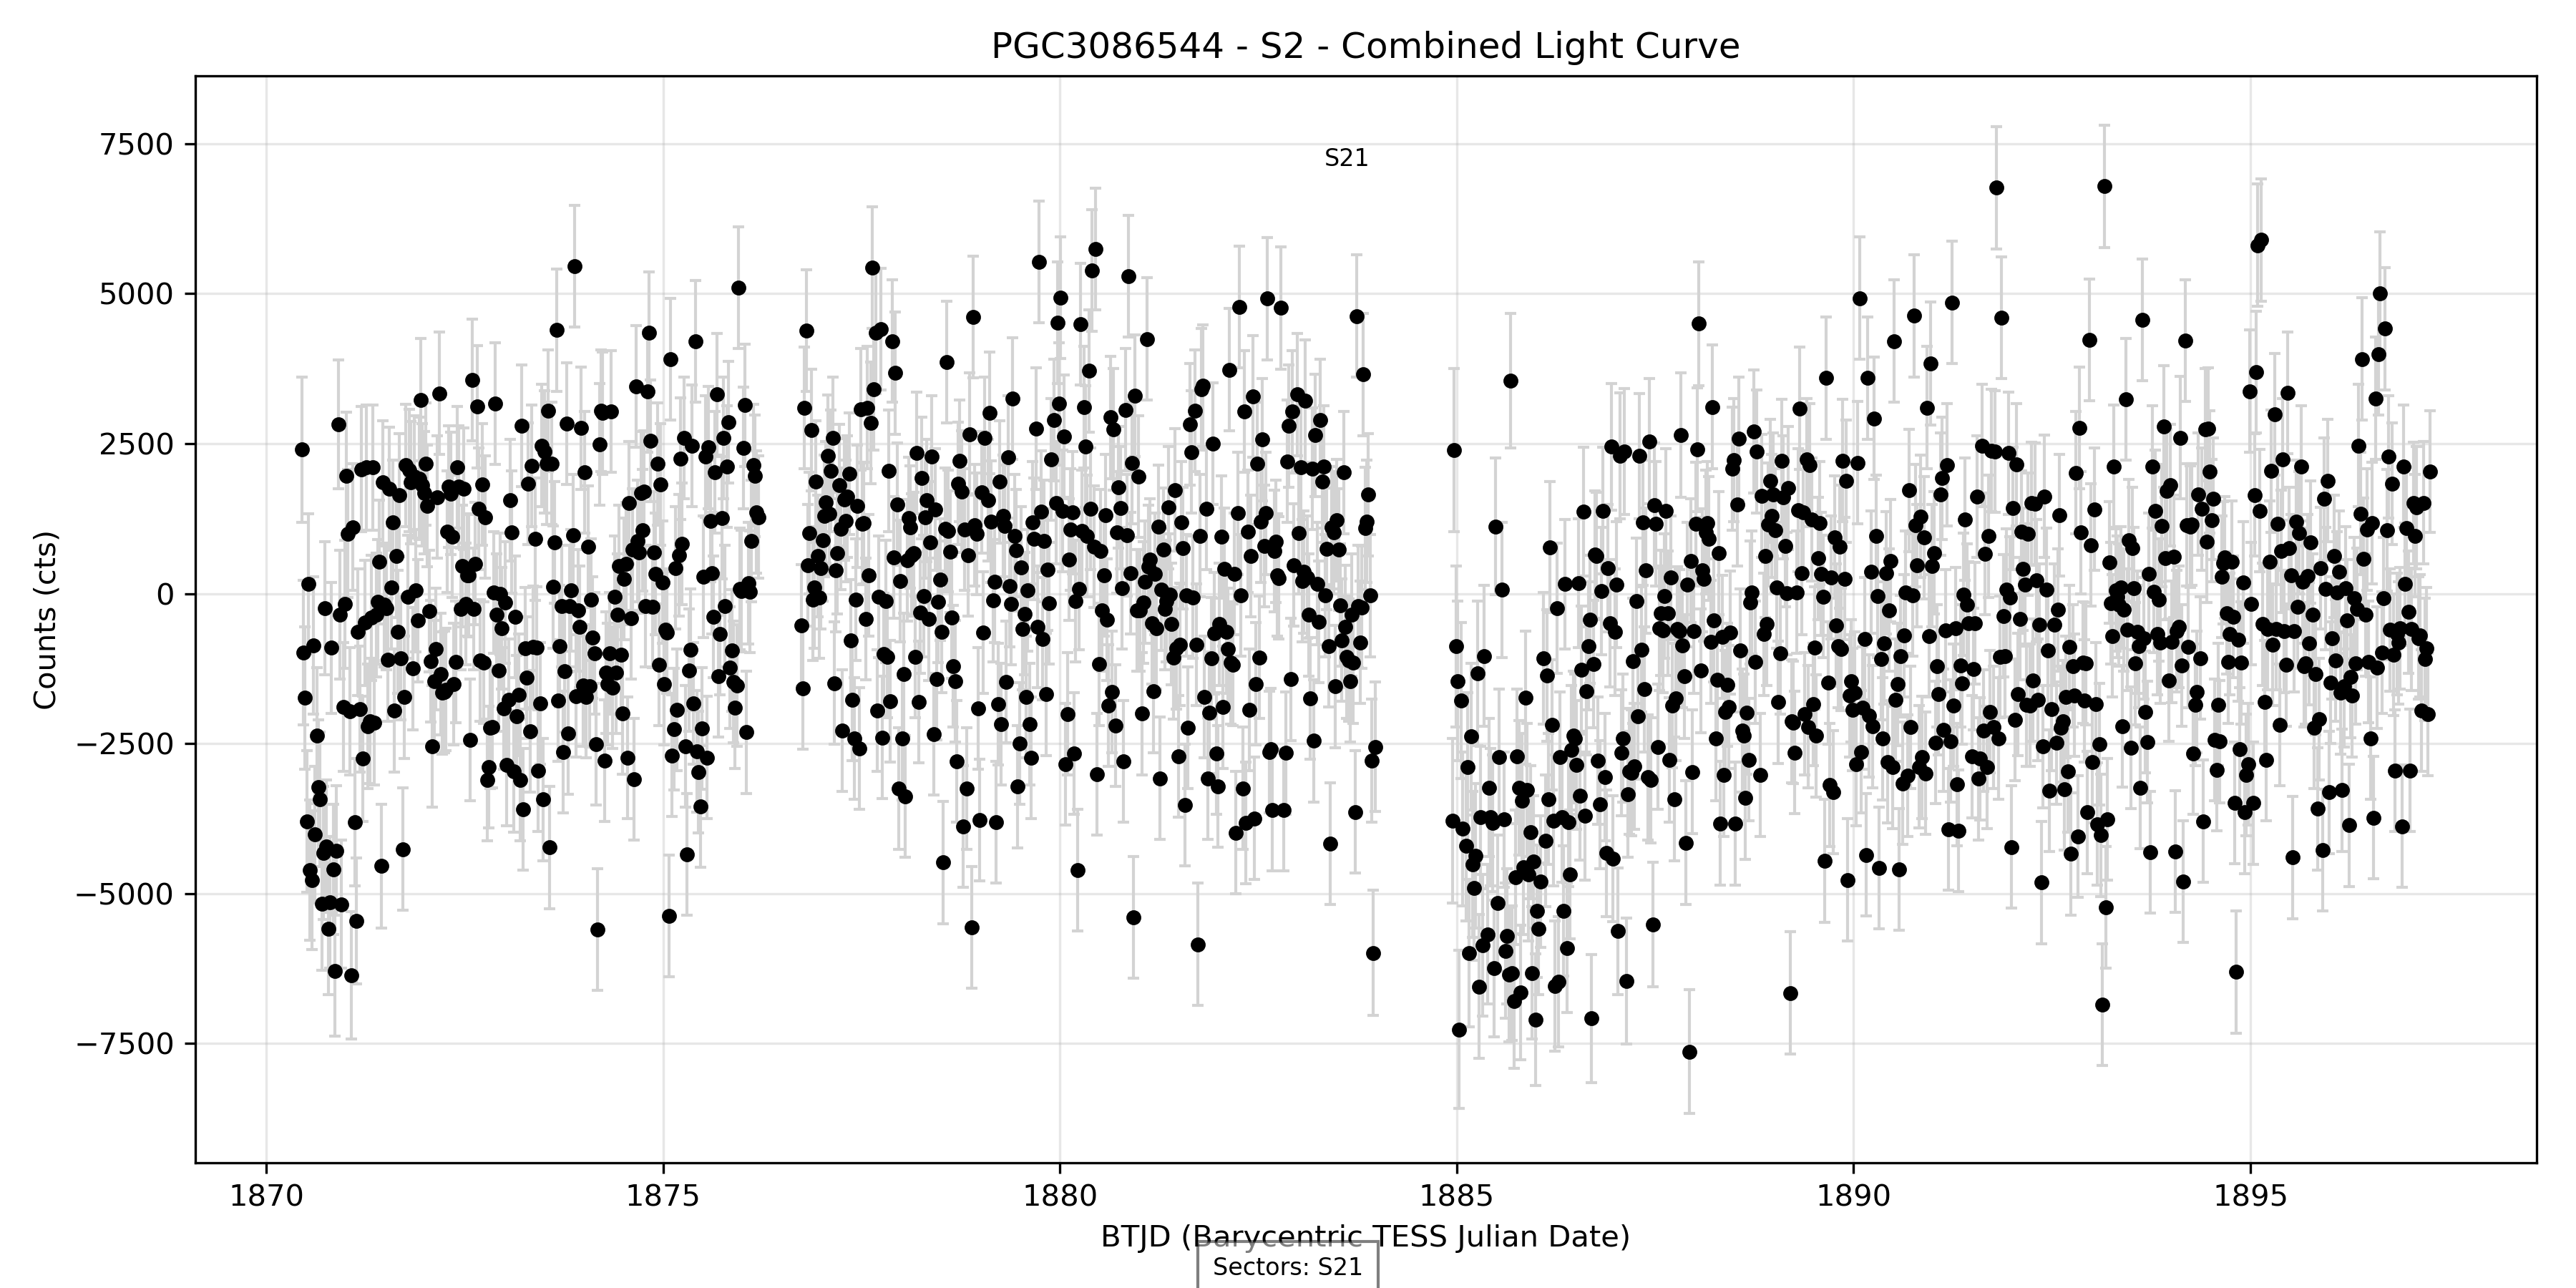 PGC3086544 - S2 - Combined Light Curve
Counts (cts)
7500
5000
2500
0
−2500
−5000
−7500
S21
1870
1875
1880
1885
1890
1895
BTJD (Barycentric TESS Julian Date)
Sectors: S21